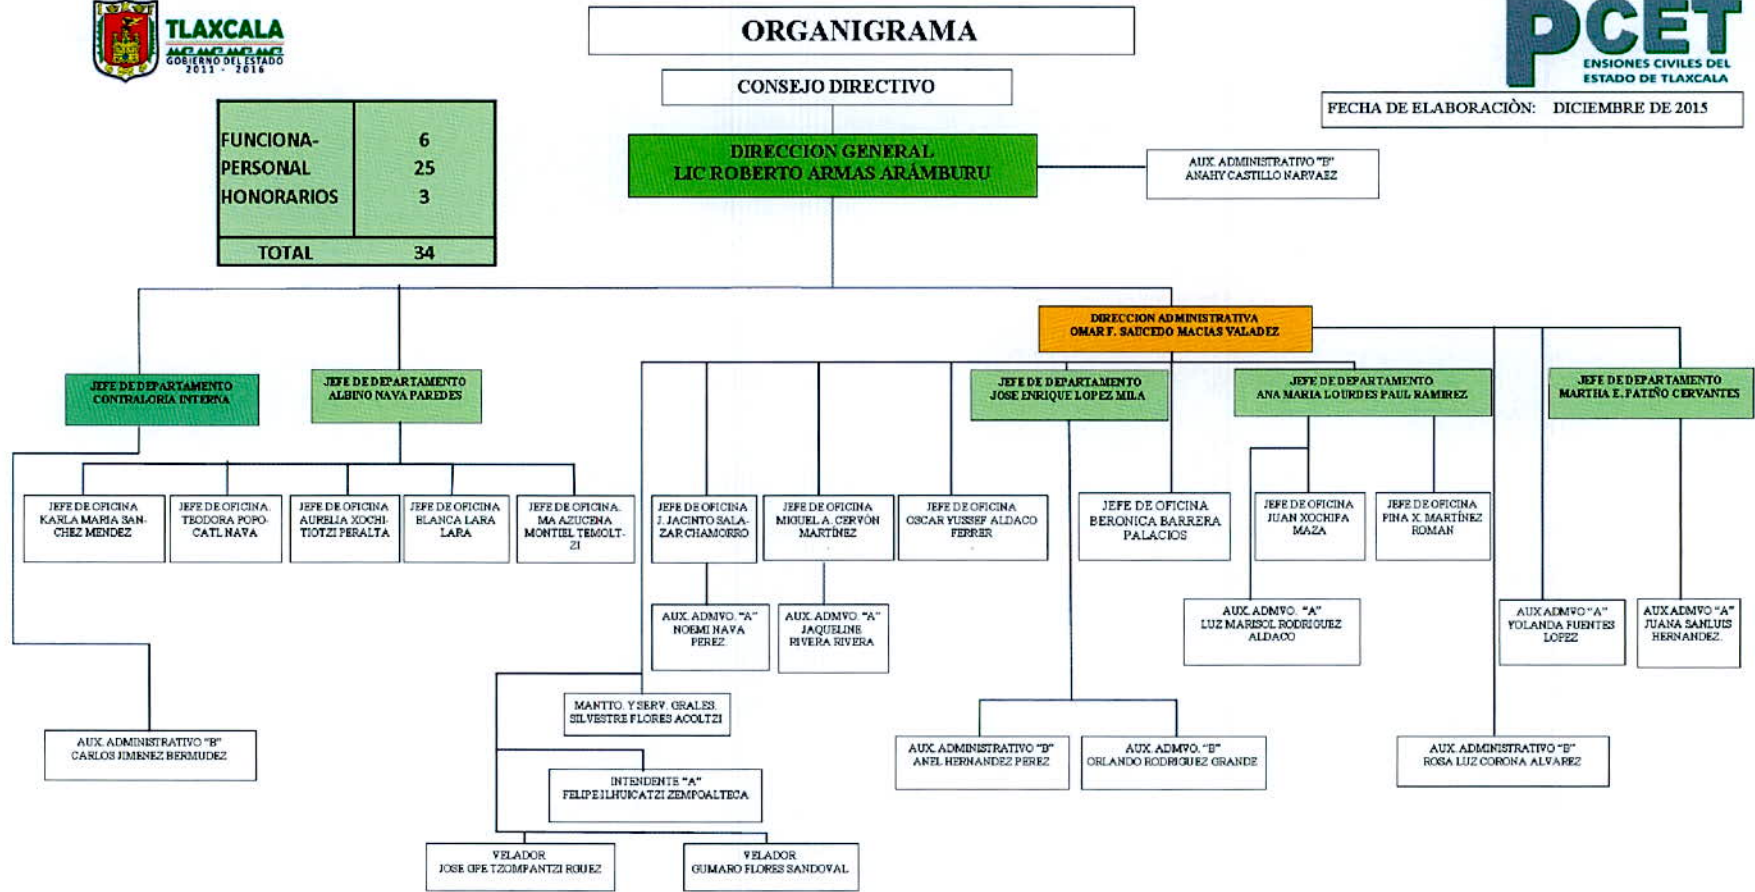 TLAXCALA
GOBIERNO DEL ESTADO
2011 - 2016
ORGANIGRAMA
PCET
ENSIONES CIVILES DEL
ESTADO DE TLAXCALA
CONSEJO DIRECTIVO
FECHA DE ELABORACIÒN: DICIEMBRE DE 2015
FUNCIONA- 6
PERSONAL 25
HONORARIOS 3
TOTAL 34
DIRECCION GENERAL
LIC ROBERTO ARMAS ARÁMBURU
AUX. ADMINISTRATIVO "B"
ANAHY CASTILLO NARVAEZ
DIRECCION ADMINISTRATIVA
OMAR F. SAUCEDO MACIAS VALADEZ
JEFE DE DEPARTAMENTO
CONTRALORÍA INTERNA
JEFE DE DEPARTAMENTO
ALBINO NAVA PAREDES
JEFE DE DEPARTAMENTO
JOSE ENRIQUE LOPEZ MILA
JEFE DE DEPARTAMENTO
ANA MARIA LOURDES PAUL RAMIREZ
JEFE DE DEPARTAMENTO
MARTHA E. PATIÑO CERVANTES
JEFE DE OFICINA
KARLA MARIA SAN-
CHEZ MENDEZ
JEFE DE OFICINA.
TEODORA POPO-
CATL NAVA
JEFE DE OFICINA
AURELIA XOCHI-
TIOTZI PERALTA
JEFE DE OFICINA
BLANCA LARA
LARA
JEFE DE OFICINA.
MA AZUCENA
MONTIEL TEMOLT-
ZI
JEFE DE OFICINA
J. JACINTO SALA-
ZAR CHAMORRO
JEFE DE OFICINA
MIGUEL A. CERVÓN
MARTÍNEZ
JEFE DE OFICINA
OSCAR YUSSEF ALDACO
FERRER
JEFE DE OFICINA
BERONICA BARRERA
PALACIOS
JEFE DE OFICINA
JUAN XOCHIPA
MAZA
JEFE DE OFICINA
FINA X. MARTÍNEZ
ROMAN
AUX. ADMVO. "A"
NOEMI NAVA
PEREZ.
AUX. ADMVO. "A"
JAQUELINE
RIVERA RIVERA
AUX. ADMVO. "A"
LUZ MARISOL RODRIGUEZ
ALDACO
AUX ADMVO "A"
YOLANDA FUENTES
LOPEZ
AUX ADMVO "A"
JUANA SANLUIS
HERNANDEZ.
MANTTO. Y SERV. GRALES.
SILVESTRE FLORES ACOLTZI
AUX. ADMINISTRATIVO "B"
CARLOS JIMENEZ BERMUDEZ
AUX. ADMINISTRATIVO "B"
ANEL HERNANDEZ PEREZ
AUX. ADMVO. "B"
ORLANDO RODRIGUEZ GRANDE
AUX. ADMINISTRATIVO "B"
ROSA LUZ CORONA ALVAREZ
INTENDENTE "A"
FELIPE ILHUICATZI ZEMPOALTECA
VELADOR
JOSE GPE TZOMPANTZI RGUEZ
VELADOR
GUMARO FLORES SANDOVAL